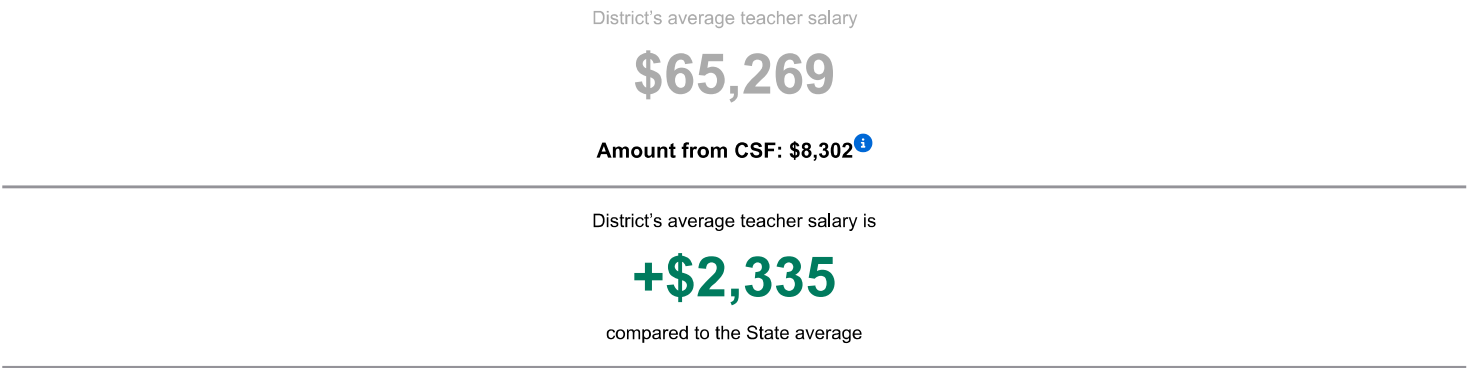 District’s average teacher salary
$65,269
Amount from CSF: $8,302
District’s average teacher salary is
+$2,335
compared to the State average